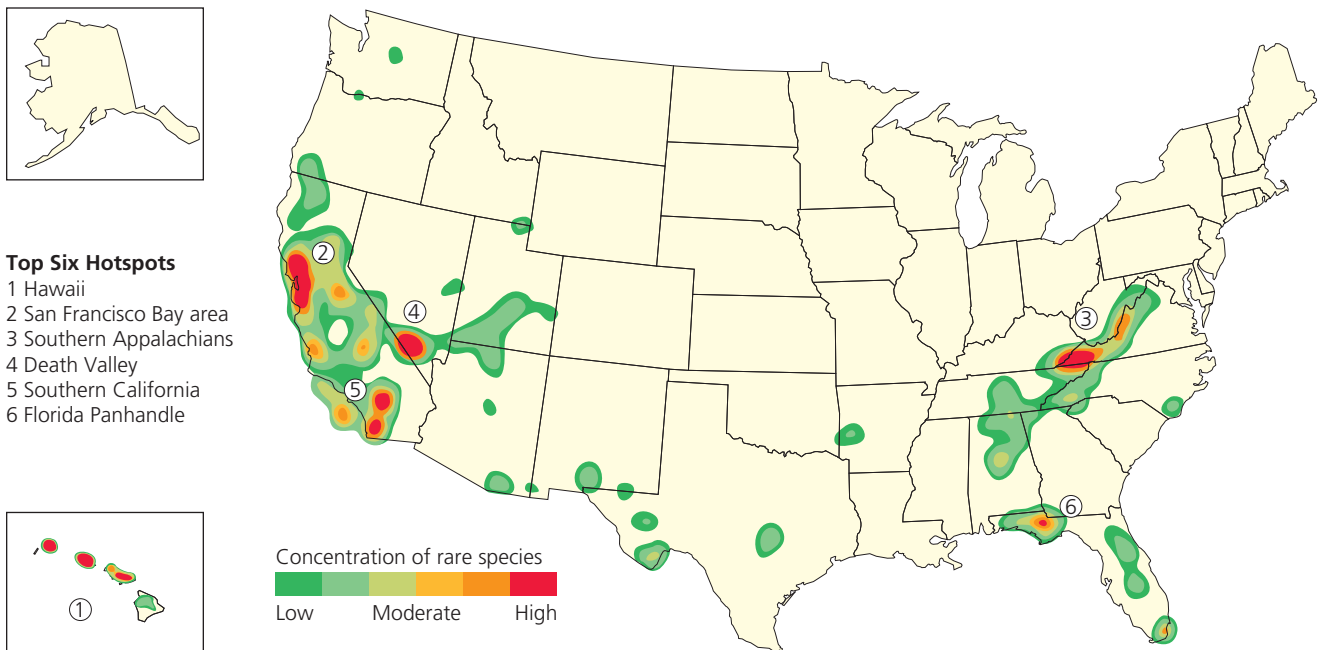 Top Six Hotspots
1 Hawaii
2 San Francisco Bay area
3 Southern Appalachians
4 Death Valley
5 Southern California
6 Florida Panhandle
2
4
3
5
6
1
Concentration of rare species
Low Moderate High